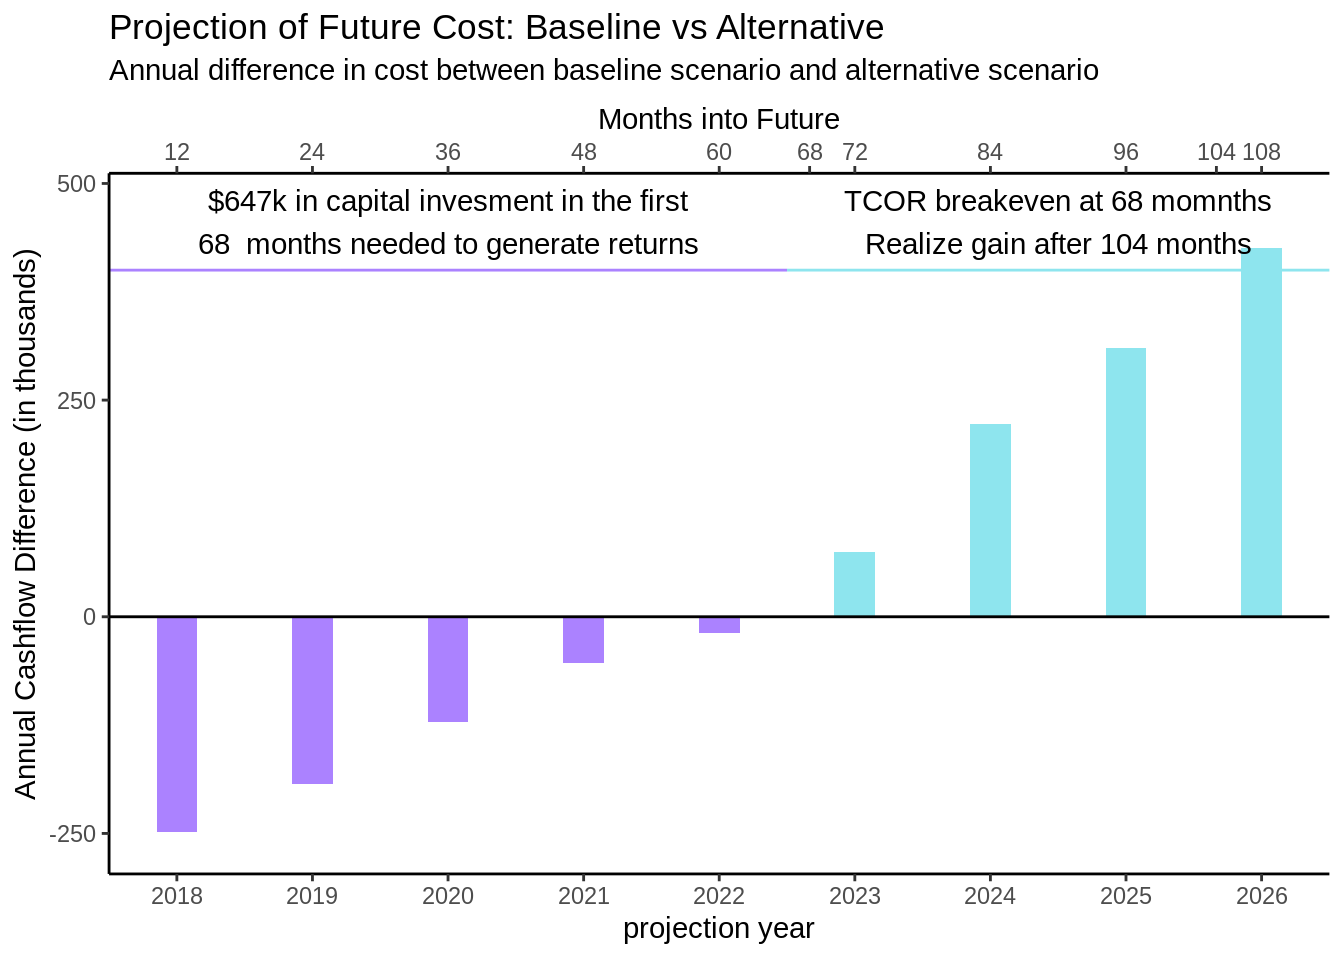 Projection of Future Cost: Baseline vs Alternative
Annual difference in cost between baseline scenario and alternative scenario
Months into Future
12 24 36 48 60 68 72 84 96 104 108
$647k in capital invesment in the first
68  months needed to generate returns
TCOR breakeven at 68 momnths
Realize gain after 104 months
Annual Cashflow Difference (in thousands)
500
250
0
-250
2018 2019 2020 2021 2022 2023 2024 2025 2026
projection year